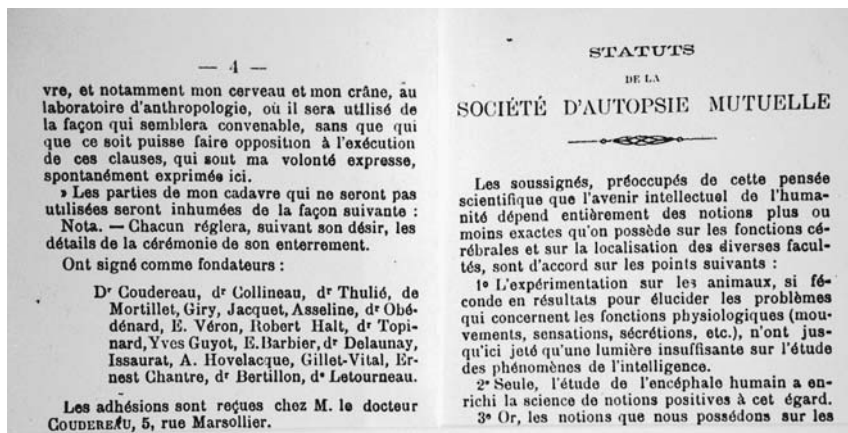 — 4 —
vre, et notamment mon cerveau et mon crâne, au
laboratoire d'anthropologie, où il sera utilisé de
la façon qui semblera convenable, sans que qui
que ce soit puisse faire opposition à l'exécution
de ces clauses, qui sont ma volonté expresse,
spontanément exprimée ici.
» Les parties de mon cadavre qui ne seront pas
utilisées seront inhumées de la façon suivante :
Nota. — Chacun réglera, suivant son désir, les
détails de la cérémonie de son enterrement.
Ont signé comme fondateurs :
Dr Coudereau, dr Collineau, dr Thulié, de
Mortillet, Giry, Jacquet, Asseline, dr Obé-
dénard, E. Véron, Robert Halt, dr Topi-
nard, Yves Guyot, E. Barbier, dr Delaunay,
Issaurat, A. Hovelacque, Gillet-Vital, Er-
nest Chantre, dr Bertillon, de Letourneau.
Les adhésions sont reçues chez M. le docteur
COUDEREAU, 5, rue Marsollier.
STATUTS
DE LA
SOCIÉTÉ D'AUTOPSIE MUTUELLE
Les soussignés, préoccupés de cette pensée
scientifique que l'avenir intellectuel de l'huma-
nité dépend entièrement des notions plus ou
moins exactes qu'on possède sur les fonctions cé-
rébrales et sur la localisation des diverses facul-
tés, sont d'accord sur les points suivants :
1o L'expérimentation sur les animaux, si fé-
conde en résultats pour élucider les problèmes
qui concernent les fonctions physiologiques (mou-
vements, sensations, sécrétions, etc.), n'ont jus-
qu'ici jeté qu'une lumière insuffisante sur l'étude
des phénomènes de l'intelligence.
2o Seule, l'étude de l'encéphale humain a en-
richi la science de notions positives à cet égard.
3o Or, les notions que nous possédons sur les